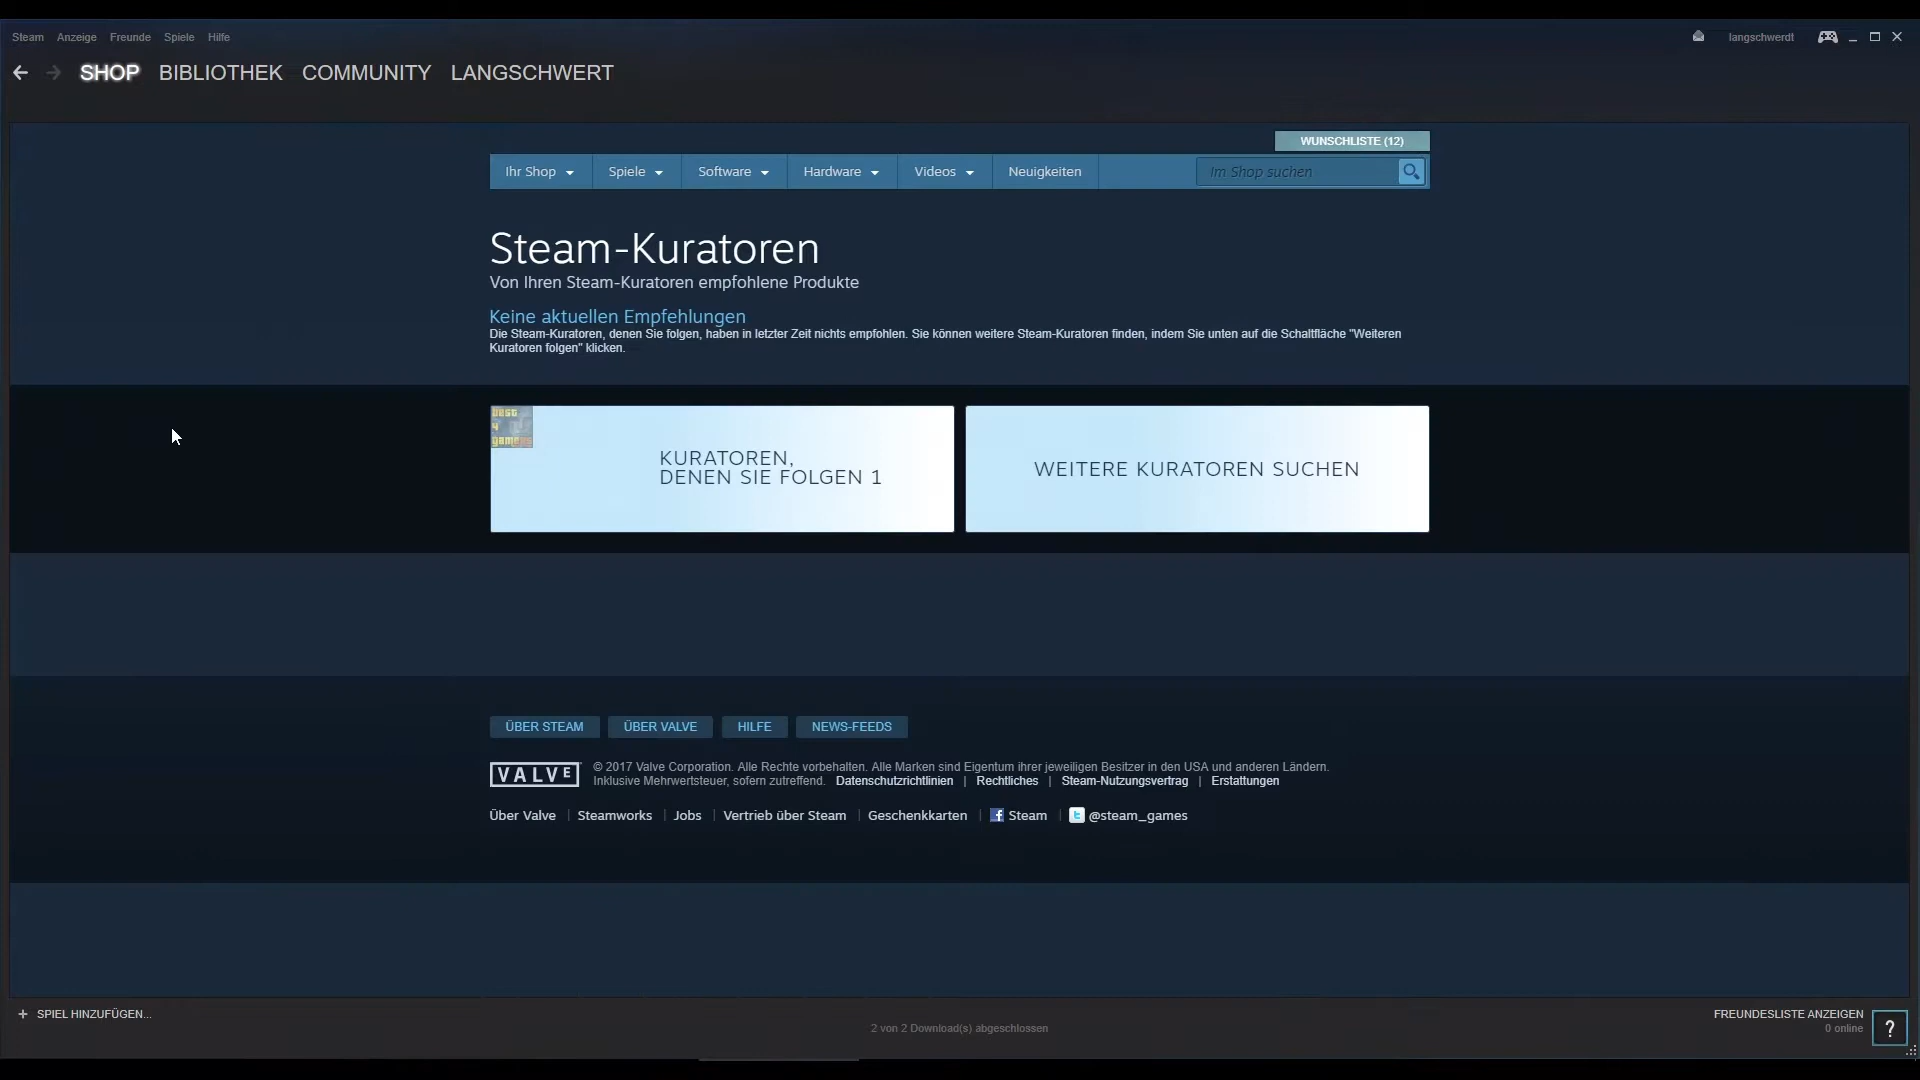 Steam Anzeige Freunde Spiele Hilfe
langschwerdt
SHOP BIBLIOTHEK COMMUNITY LANGSCHWERT
WUNSCHLISTE (12)
Ihr Shop Spiele Software Hardware Videos Neuigkeiten Im Shop suchen
Steam-Kuratoren
Von Ihren Steam-Kuratoren empfohlene Produkte
Keine aktuellen Empfehlungen
Die Steam-Kuratoren, denen Sie folgen, haben in letzter Zeit nichts empfohlen. Sie können weitere Steam-Kuratoren finden, indem Sie unten auf die Schaltfläche "Weiteren
Kuratoren folgen" klicken.
KURATOREN,
DENEN SIE FOLGEN 1
WEITERE KURATOREN SUCHEN
ÜBER STEAM ÜBER VALVE HILFE NEWS-FEEDS
VALVE
© 2017 Valve Corporation. Alle Rechte vorbehalten. Alle Marken sind Eigentum ihrer jeweiligen Besitzer in den USA und anderen Ländern.
Inklusive Mehrwertsteuer, sofern zutreffend. Datenschutzrichtlinien | Rechtliches | Steam-Nutzungsvertrag | Erstattungen
Über Valve | Steamworks | Jobs | Vertrieb über Steam | Geschenkkarten | Steam | @steam_games
+ SPIEL HINZUFÜGEN...
2 von 2 Download(s) abgeschlossen
FREUNDESLISTE ANZEIGEN
0 online
?